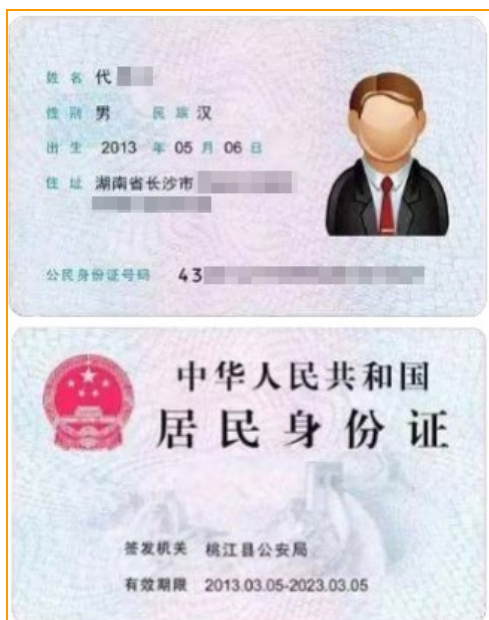 姓名 代
性别 男 民族 汉
出生 2013 年 05 月 06 日
住址 湖南省长沙市
公民身份证号码 43
中华人民共和国
居民身份证
签发机关 桃江县公安局
有效期限 2013.03.05-2023.03.05